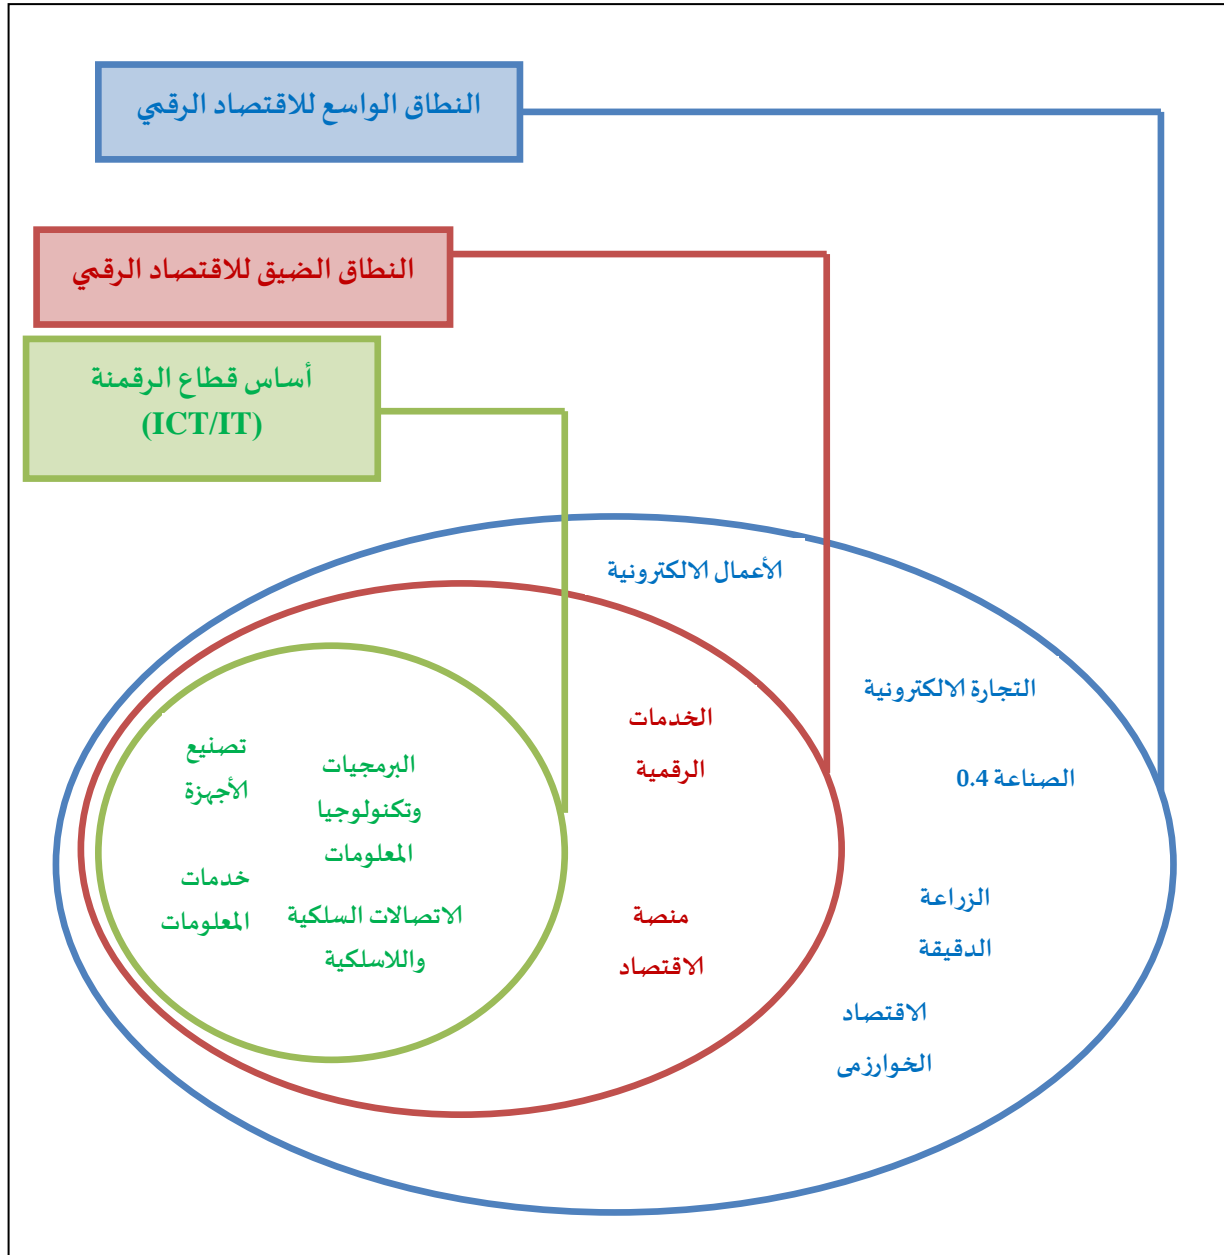 النطاق الواسع للاقتصاد الرقمي
النطاق الضيق للاقتصاد الرقمي
أساس قطاع الرقمنة
(ICT/IT)
الأعمال الالكترونية
التجارة الالكترونية
الصناعة 0.4
الزراعة
الدقيقة
الاقتصاد
الخوارزمى
الخدمات
الرقمية
منصة
الاقتصاد
البرمجيات
وتكنولوجيا
المعلومات
الاتصالات السلكية
واللاسلكية
تصنيع
الأجهزة
خدمات
المعلومات